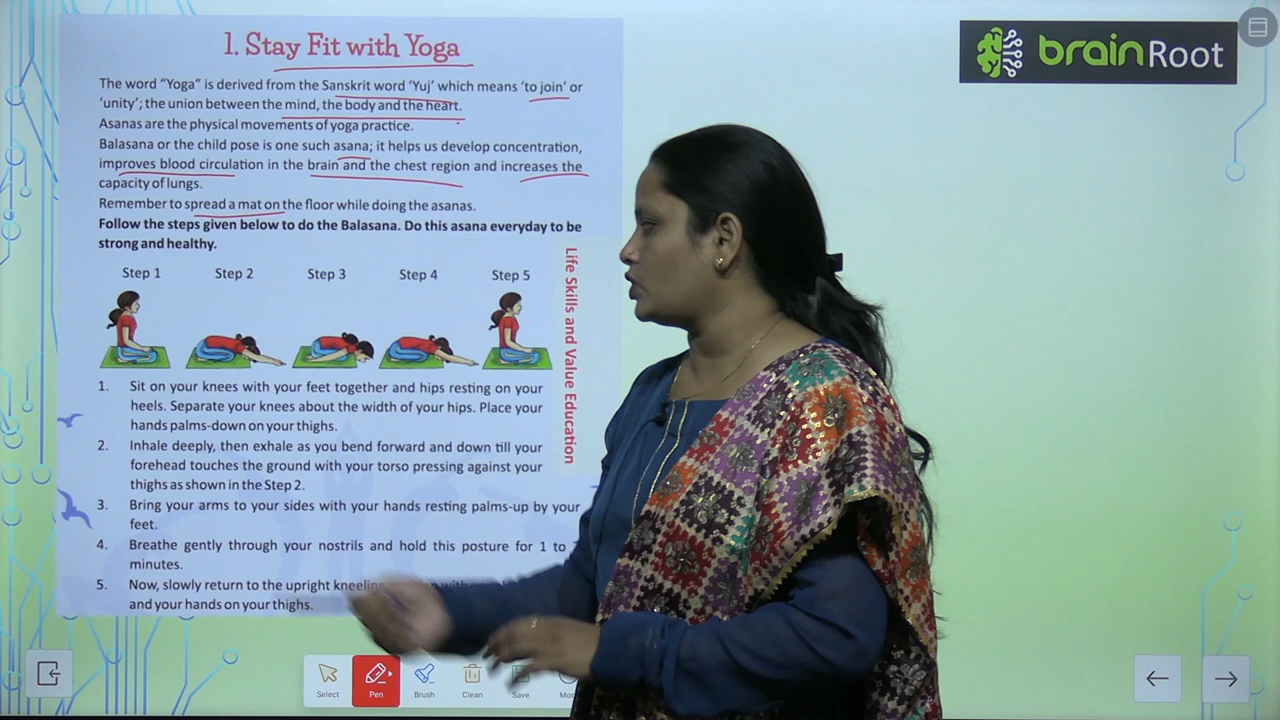 1. Stay Fit with Yoga
brainRoot
The word “Yoga” is derived from the Sanskrit word ‘Yuj’ which means ‘to join’ or
‘unity’; the union between the mind, the body and the heart.
Asanas are the physical movements of yoga practice.
Balasana or the child pose is one such asana; it helps us develop concentration,
improves blood circulation in the brain and the chest region and increases the
capacity of lungs.
Remember to spread a mat on the floor while doing the asanas.
Follow the steps given below to do the Balasana. Do this asana everyday to be
strong and healthy.
Step 1 Step 2 Step 3 Step 4 Step 5
Life Skills and Value Education
1. Sit on your knees with your feet together and hips resting on your
heels. Separate your knees about the width of your hips. Place your
hands palms-down on your thighs.
2. Inhale deeply, then exhale as you bend forward and down till your
forehead touches the ground with your torso pressing against your
thighs as shown in the Step 2.
3. Bring your arms to your sides with your hands resting palms-up by your
feet.
4. Breathe gently through your nostrils and hold this posture for 1 to
minutes.
5. Now, slowly return to the upright kneeling
and your hands on your thighs.
Select Pen Brush Clean Save